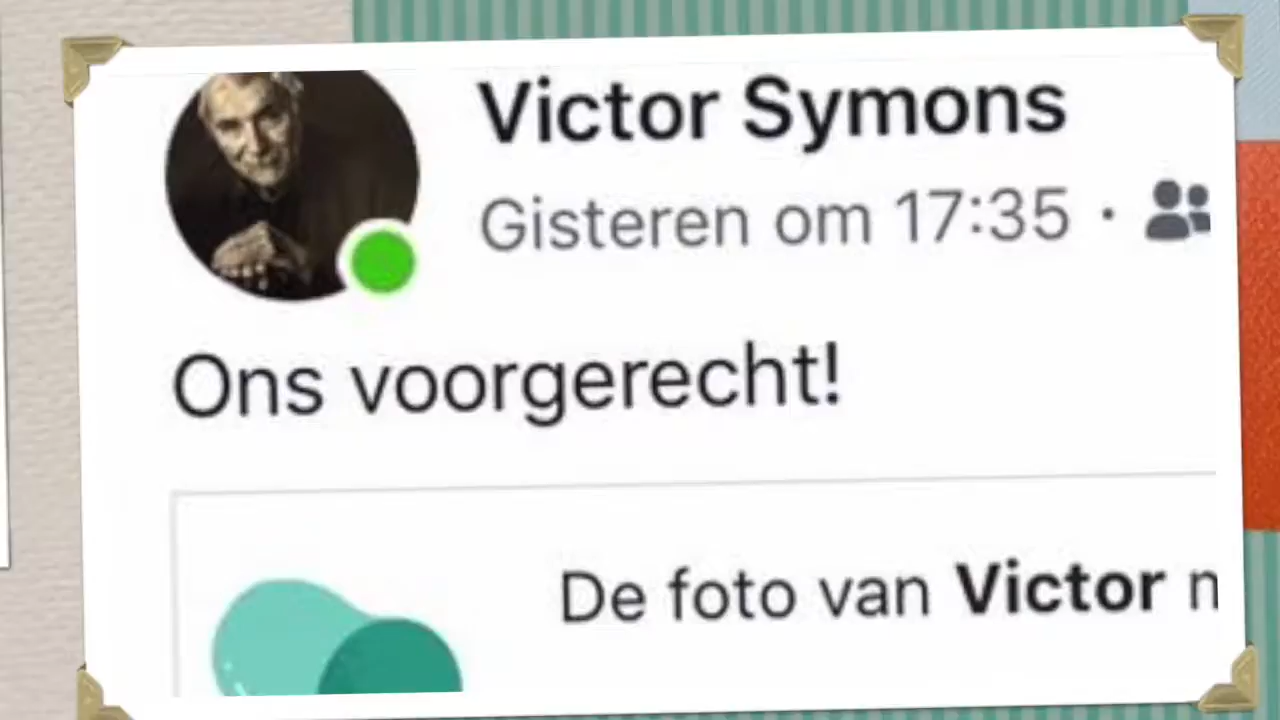 Victor Symons
Gisteren om 17:35 ·
Ons voorgerecht!
De foto van Victor